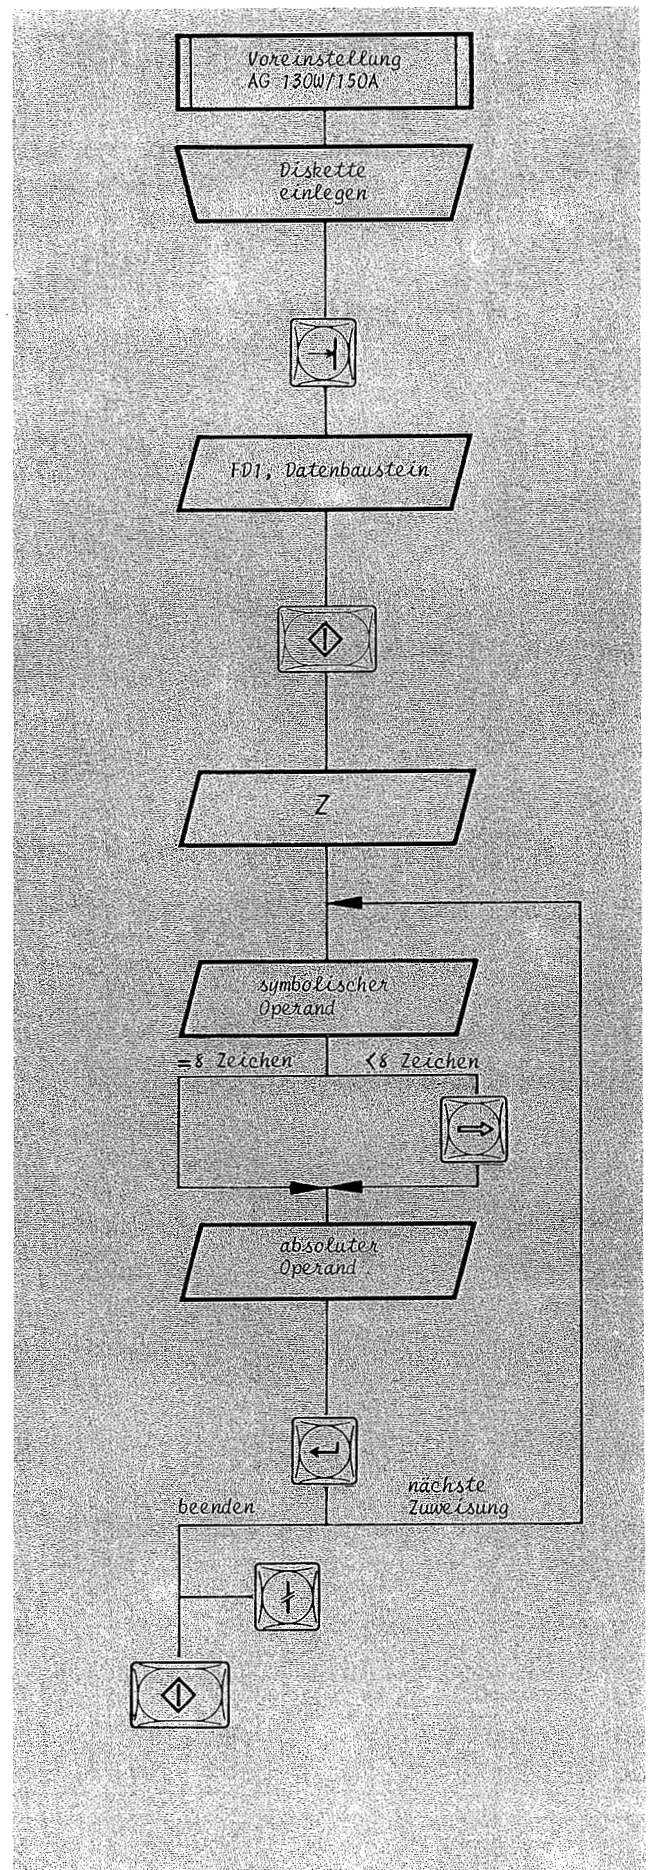 Voreinstellung
AG 130W/150A
Diskette
einlegen
FD1, Datenbaustein
Z
symbolischer
Operand
=8 Zeichen
<8 Zeichen
absoluter
Operand
nächste
beenden
Zuweisung